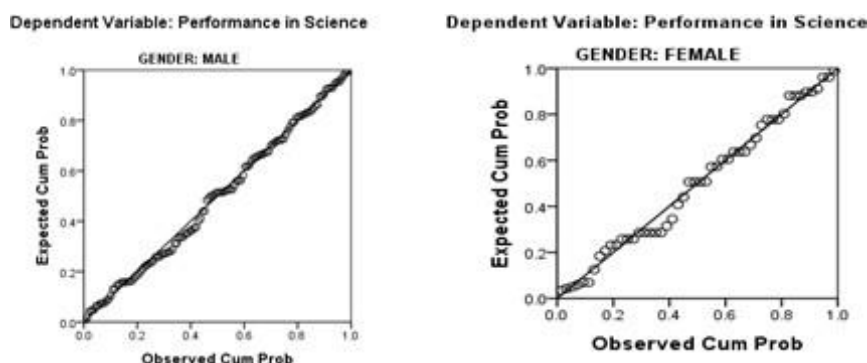 Dependent Variable: Performance in Science
GENDER: MALE
Expected Cum Prob
1.0
0.8
0.6
0.4
0.2
0.0
0.0 0.2 0.4 0.6 0.8 1.0
Observed Cum Prob
Dependent Variable: Performance in Science
GENDER: FEMALE
Expected Cum Prob
1.0
0.8
0.6
0.4
0.2
0.0
0.0 0.2 0.4 0.6 0.8 1.0
Observed Cum Prob